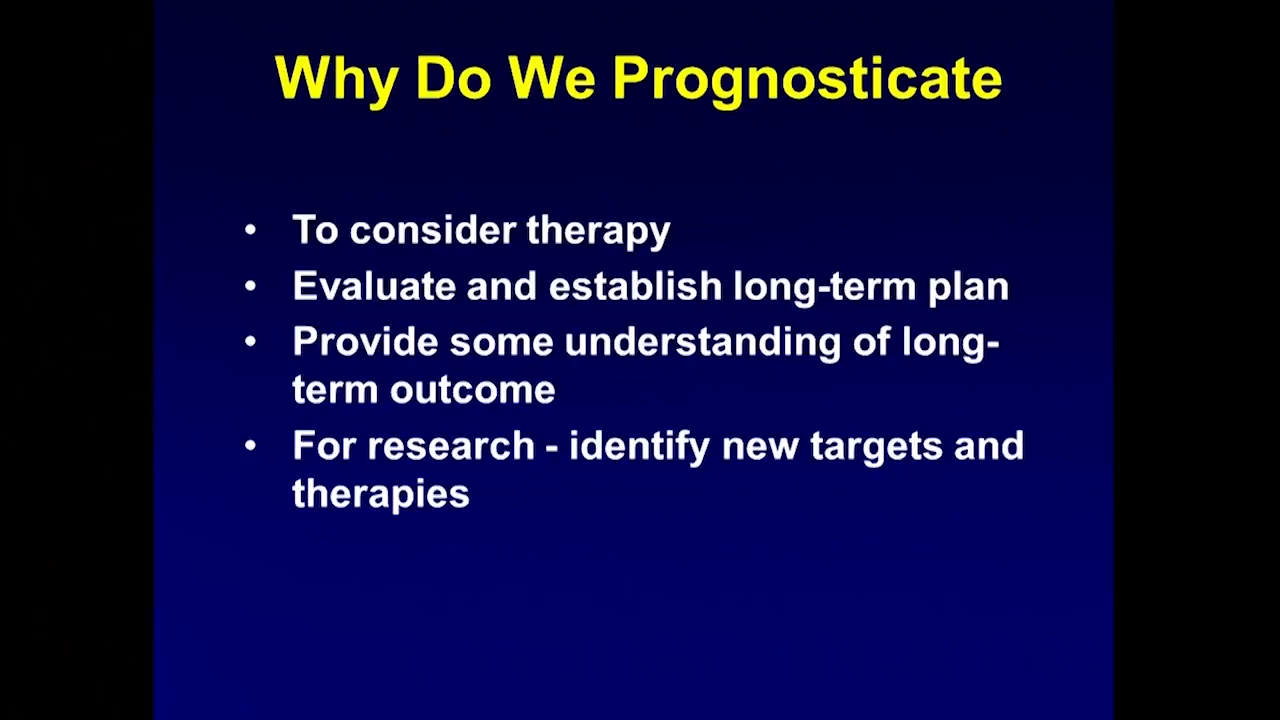 Why Do We Prognosticate
• To consider therapy
• Evaluate and establish long-term plan
• Provide some understanding of long-
term outcome
• For research - identify new targets and
therapies